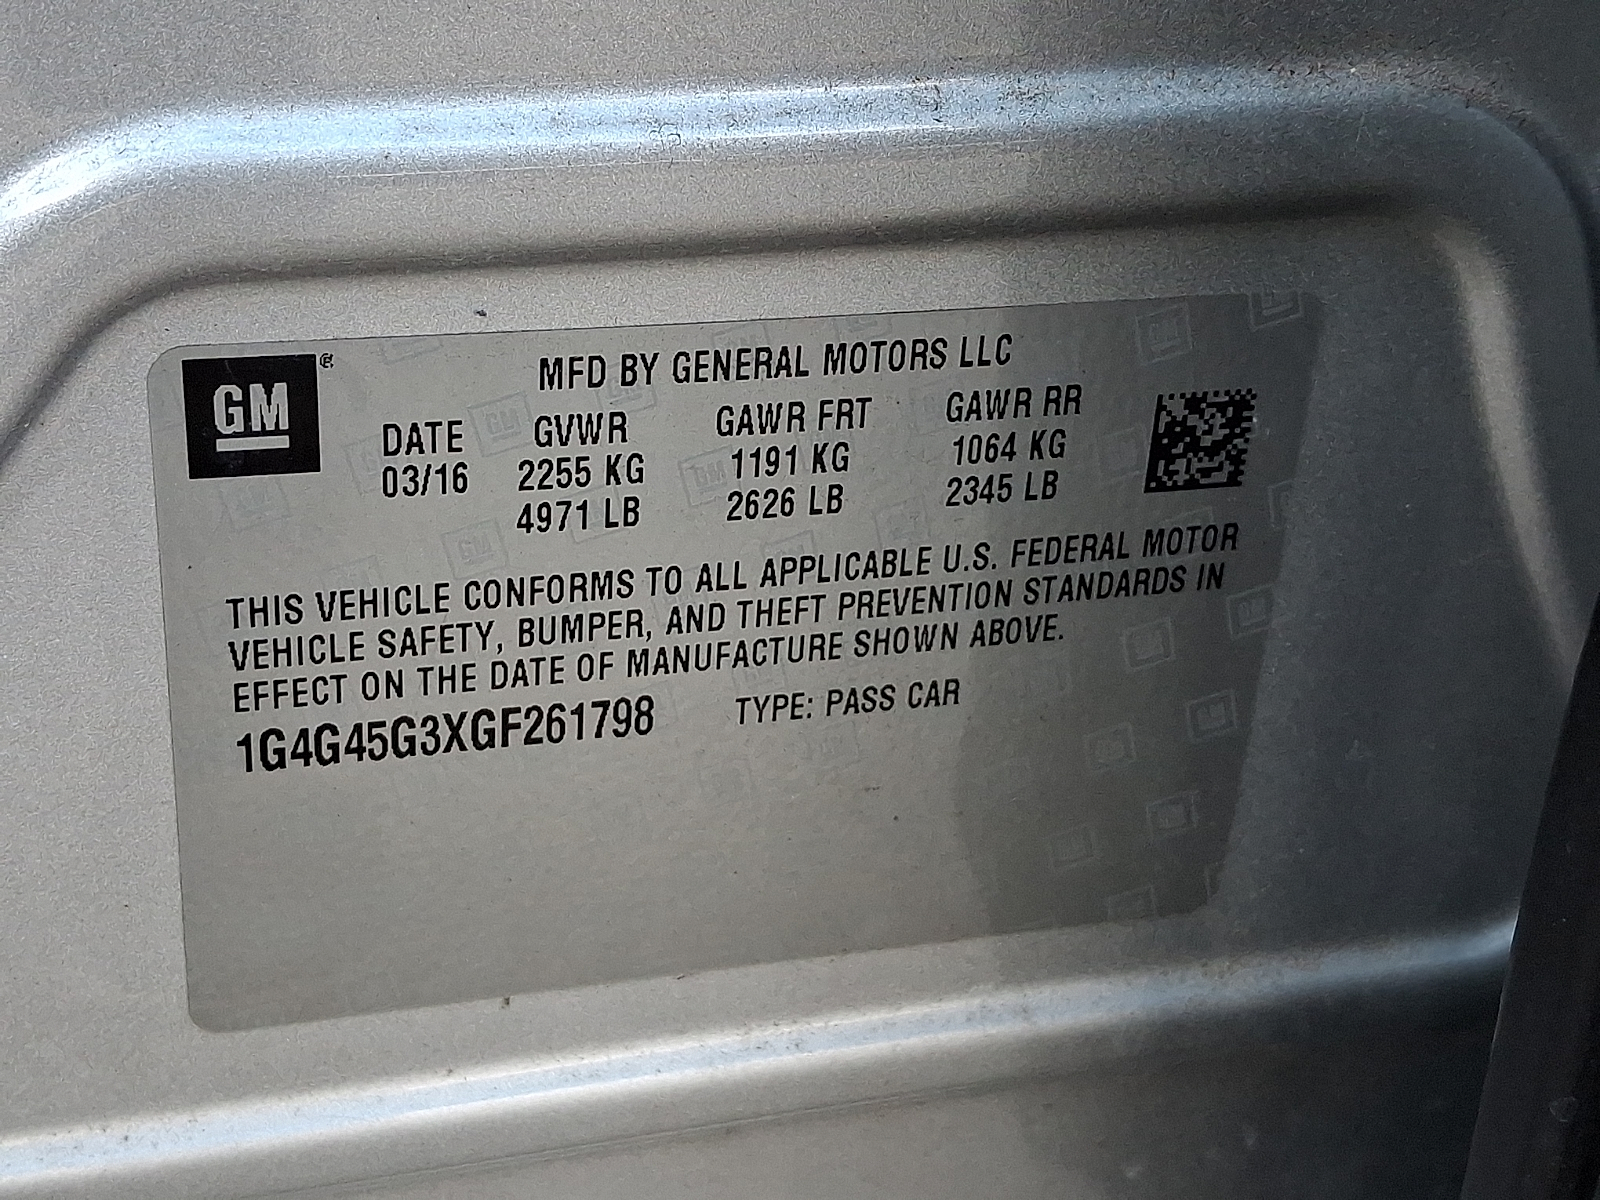 GM®
MFD BY GENERAL MOTORS LLC
DATE GVWR GAWR FRT GAWR RR
03/16 2255 KG 1191 KG 1064 KG
4971 LB 2626 LB 2345 LB
THIS VEHICLE CONFORMS TO ALL APPLICABLE U.S. FEDERAL MOTOR
VEHICLE SAFETY, BUMPER, AND THEFT PREVENTION STANDARDS IN
EFFECT ON THE DATE OF MANUFACTURE SHOWN ABOVE.
1G4G45G3XGF261798 TYPE: PASS CAR